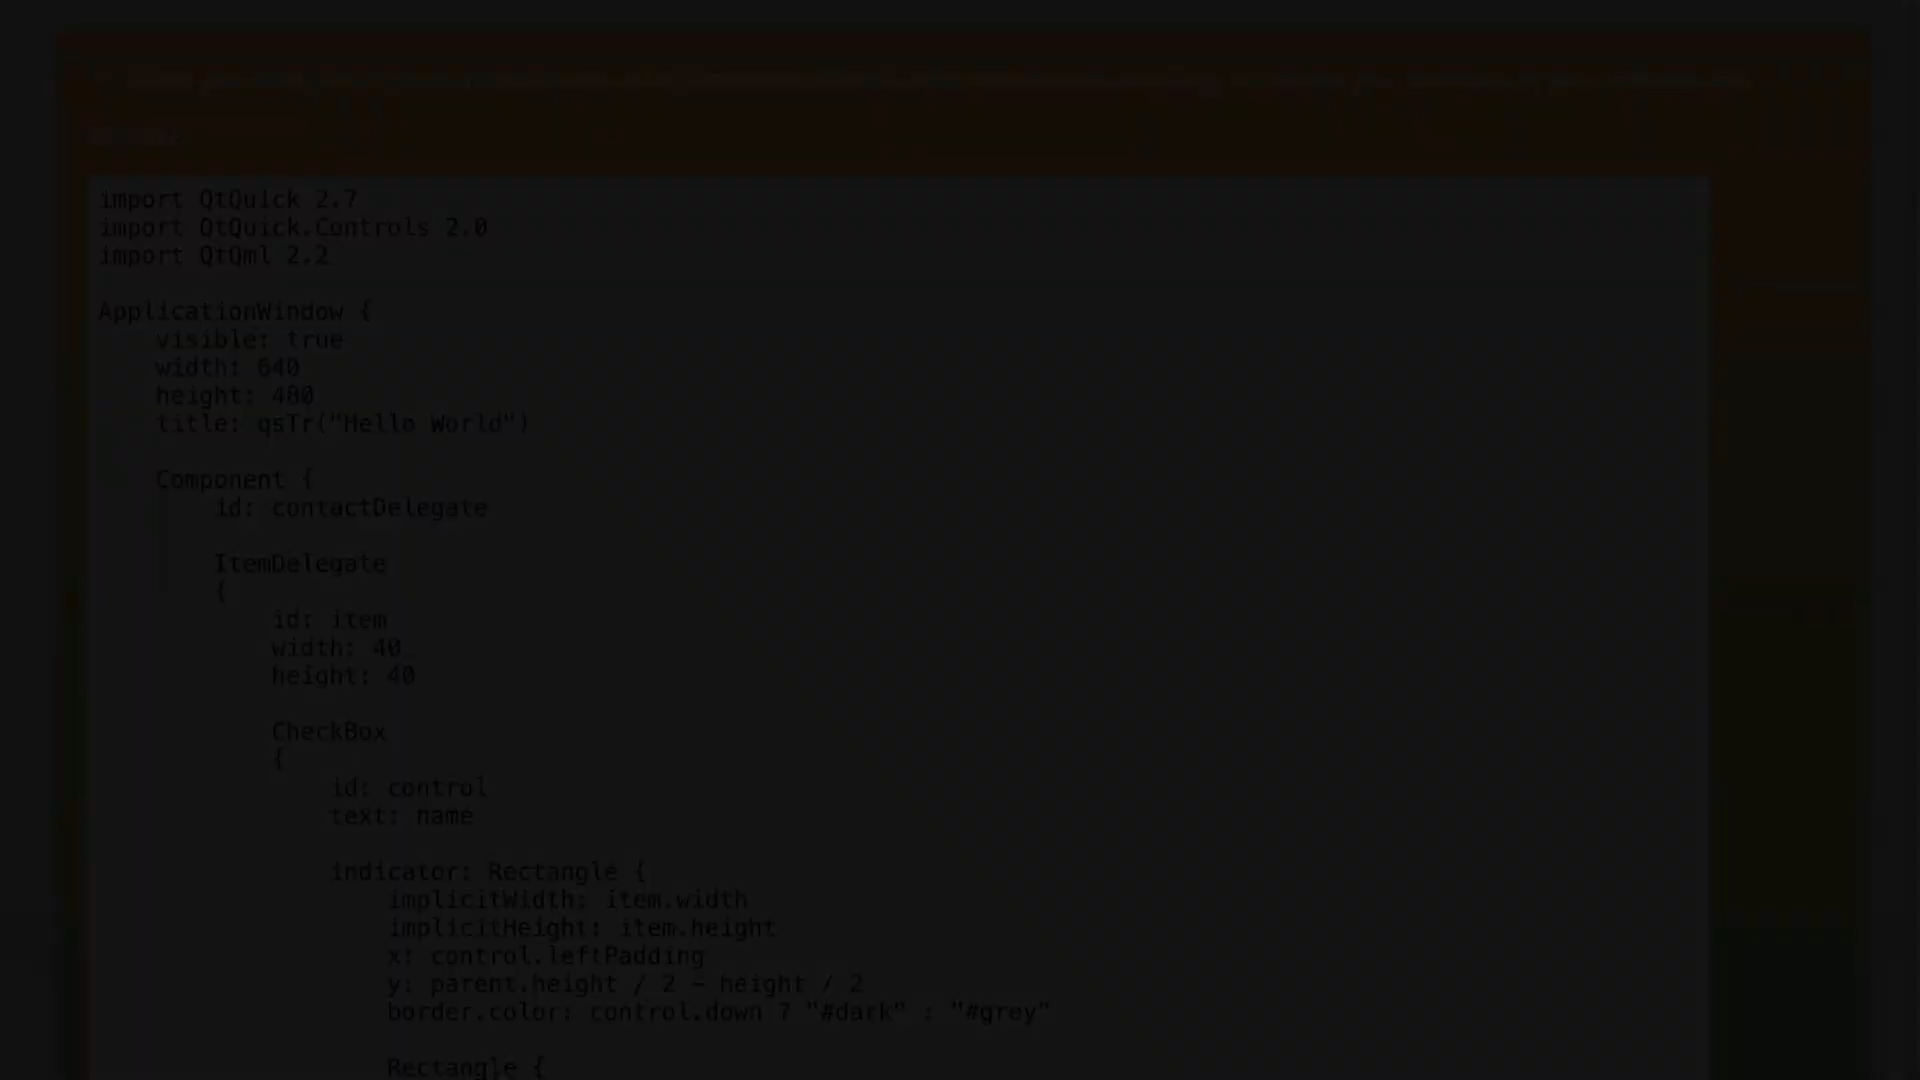 import QtQuick 2.7
import QtQuick.Controls 2.0
import QtQml 2.2
ApplicationWindow {
visible: true
width: 640
height: 480
title: qsTr("Hello World")
Component {
id: contactDelegate
ItemDelegate
{
id: item
width: 40
height: 40
CheckBox
{
id: control
text: name
indicator: Rectangle {
implicitWidth: item.width
implicitHeight: item.height
x: control.leftPadding
y: parent.height / 2 - height / 2
border.color: control.down ? "#dark" : "#grey"
Rectangle {